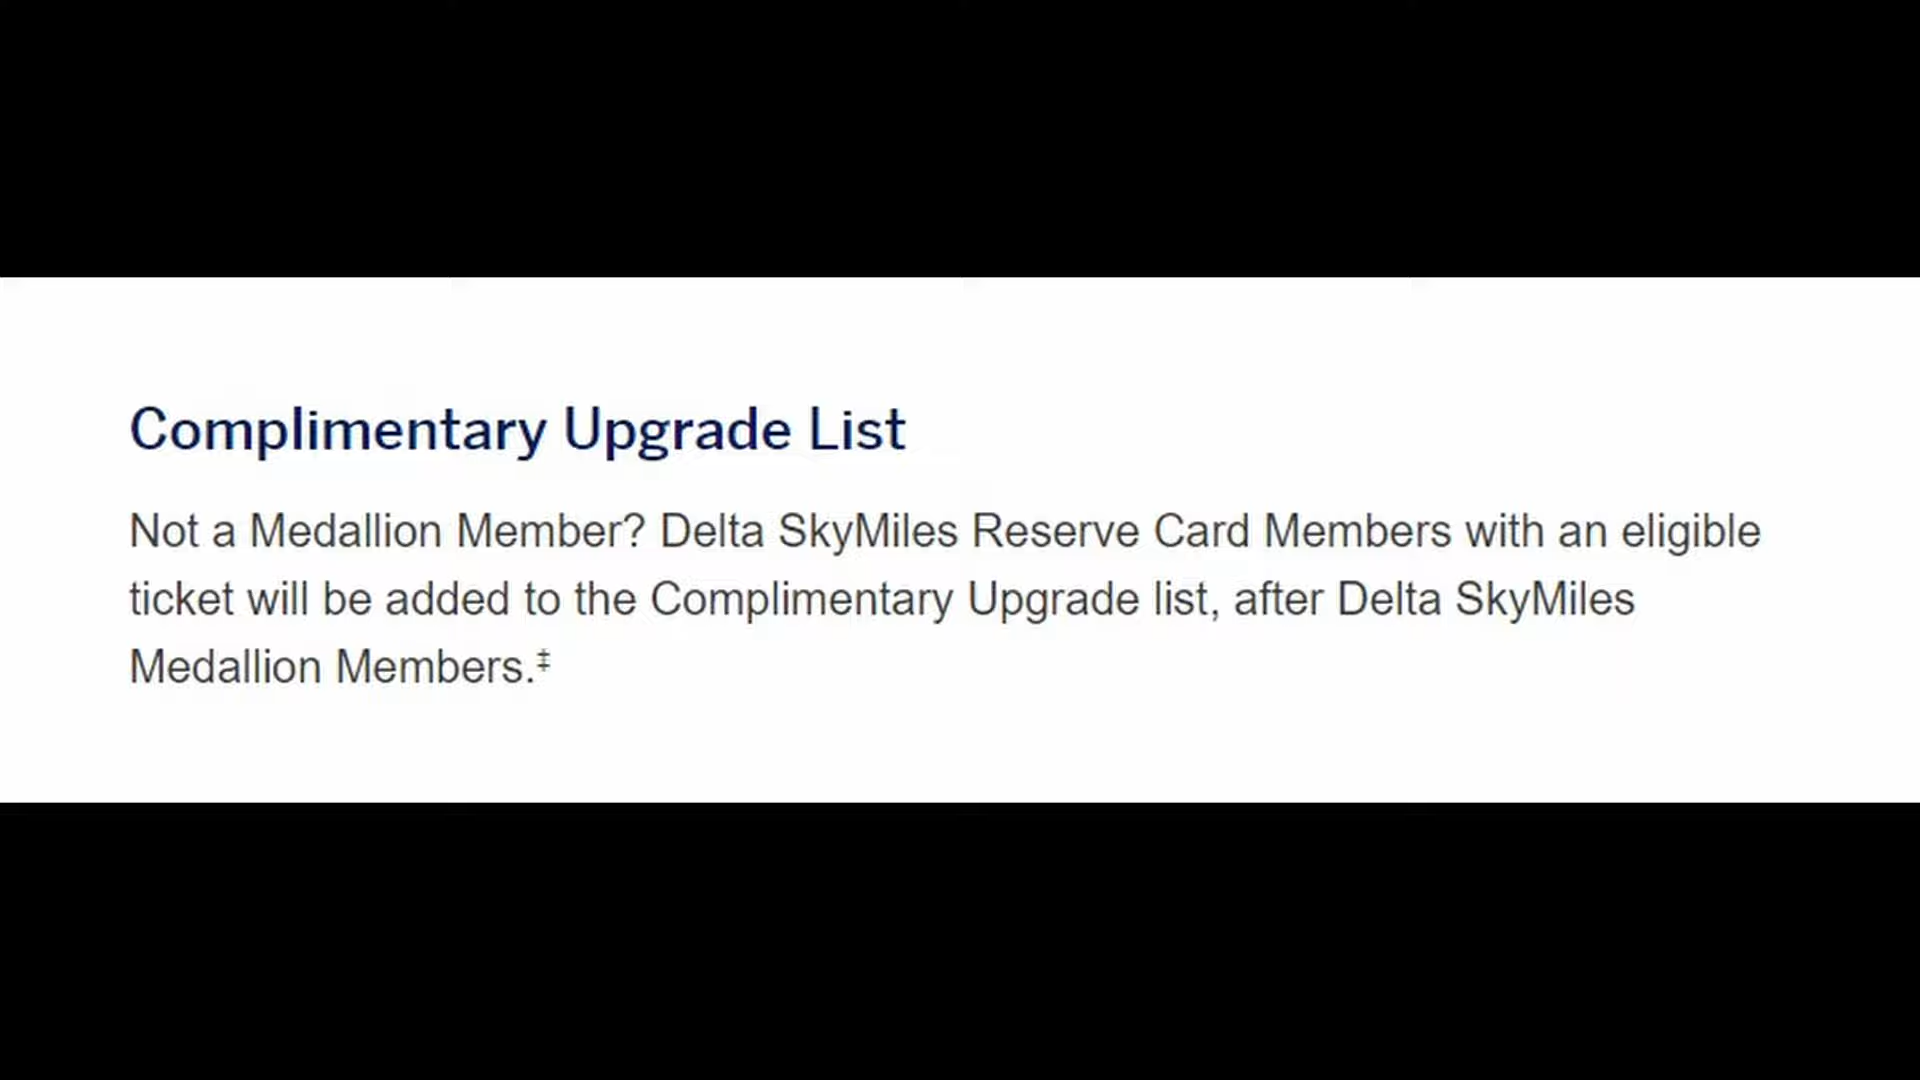 Complimentary Upgrade List
Not a Medallion Member? Delta SkyMiles Reserve Card Members with an eligible
ticket will be added to the Complimentary Upgrade list, after Delta SkyMiles
Medallion Members.‡